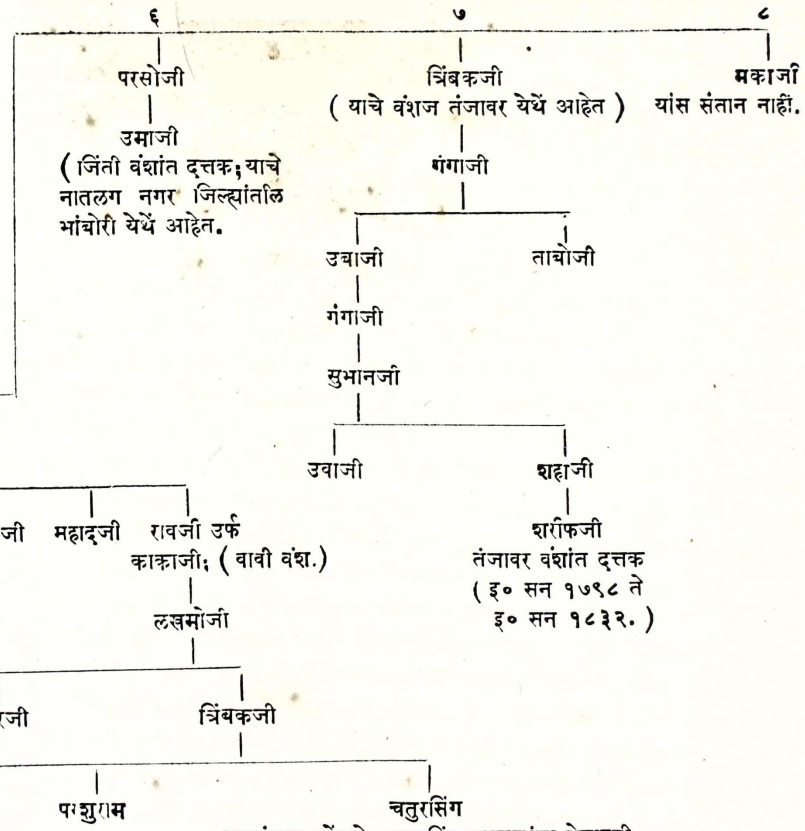 ६ ७ ८
परसोजी त्रिंबकजी मकाजी
( याचे वंशज तंजावर येथें आहेत ) यांस संतान नाहीं.
उमाजी
( जिंती वंशांत दत्तक; याचे गंगाजी
नातलग नगर जिल्ह्यांतील
भांबोरी येथें आहेत.
उबाजी ताबोजी
गंगाजी
सुभानजी
उवाजी शहाजी
जी महादजी रावजी उर्फ शरीफजी
काकाजी; ( वावी वंश.) तंजावर वंशांत दत्तक
( इ० सन १७९८ ते
लखमोजी इ० सन १८३२. )
जी त्रिंबकजी
परशुराम चतुरसिंग